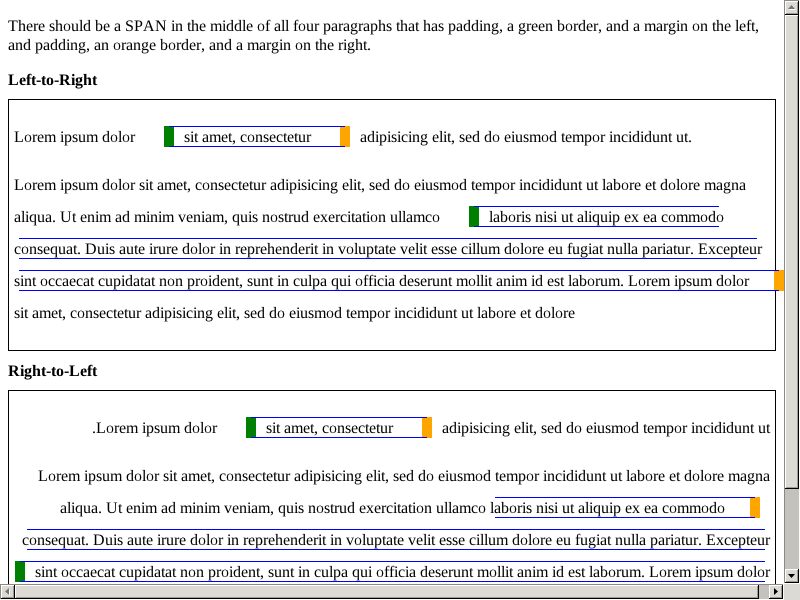 There should be a SPAN in the middle of all four paragraphs that has padding, a green border, and a margin on the left,
and padding, an orange border, and a margin on the right.
Left-to-Right
Lorem ipsum dolor sit amet, consectetur adipisicing elit, sed do eiusmod tempor incididunt ut.
Lorem ipsum dolor sit amet, consectetur adipisicing elit, sed do eiusmod tempor incididunt ut labore et dolore magna
aliqua. Ut enim ad minim veniam, quis nostrud exercitation ullamco laboris nisi ut aliquip ex ea commodo
consequat. Duis aute irure dolor in reprehenderit in voluptate velit esse cillum dolore eu fugiat nulla pariatur. Excepteur
sint occaecat cupidatat non proident, sunt in culpa qui officia deserunt mollit anim id est laborum. Lorem ipsum dolor
sit amet, consectetur adipisicing elit, sed do eiusmod tempor incididunt ut labore et dolore
Right-to-Left
.Lorem ipsum dolor sit amet, consectetur adipisicing elit, sed do eiusmod tempor incididunt ut
Lorem ipsum dolor sit amet, consectetur adipisicing elit, sed do eiusmod tempor incididunt ut labore et dolore magna
aliqua. Ut enim ad minim veniam, quis nostrud exercitation ullamco laboris nisi ut aliquip ex ea commodo
consequat. Duis aute irure dolor in reprehenderit in voluptate velit esse cillum dolore eu fugiat nulla pariatur. Excepteur
sint occaecat cupidatat non proident, sunt in culpa qui officia deserunt mollit anim id est laborum. Lorem ipsum dolor